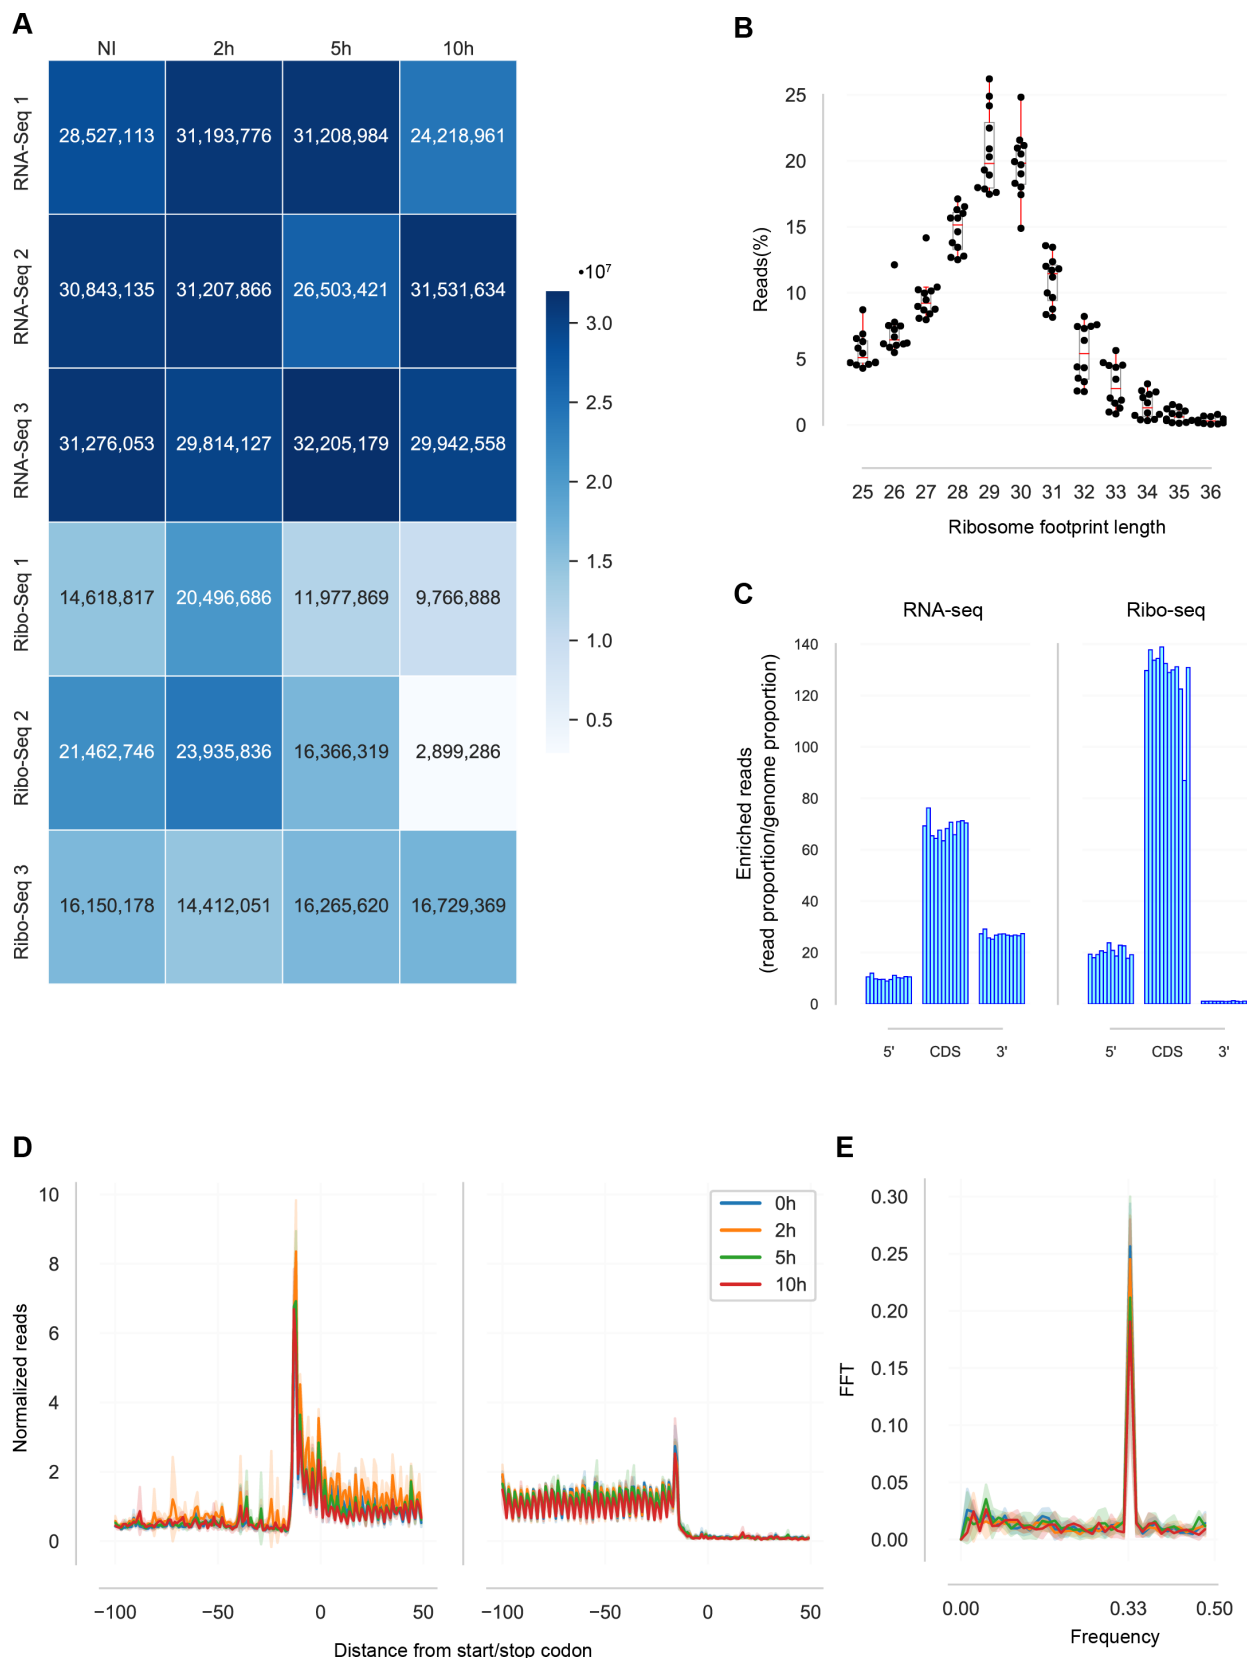 A
NI 2h 5h 10h
RNA-Seq 1
28,527,113 31,193,776 31,208,984 24,218,961
RNA-Seq 2
30,843,135 31,207,866 26,503,421 31,531,634
RNA-Seq 3
31,276,053 29,814,127 32,205,179 29,942,558
Ribo-Seq 1
14,618,817 20,496,686 11,977,869 9,766,888
Ribo-Seq 2
21,462,746 23,935,836 16,366,319 2,899,286
Ribo-Seq 3
16,150,178 14,412,051 16,265,620 16,729,369
•10⁷
3.0
2.5
2.0
1.5
1.0
0.5
B
Reads(%)
25
20
15
10
5
0
25 26 27 28 29 30 31 32 33 34 35 36
Ribosome footprint length
C
RNA-seq Ribo-seq
Enriched reads
(read proportion/genome proportion)
140
120
100
80
60
40
20
0
5' CDS 3' 5' CDS 3'
D
Normalized reads
10
8
6
4
2
0
0h
2h
5h
10h
−100 −50 0 50 −100 −50 0 50
Distance from start/stop codon
E
FFT
0.30
0.25
0.20
0.15
0.10
0.05
0.00
0.00 0.33 0.50
Frequency